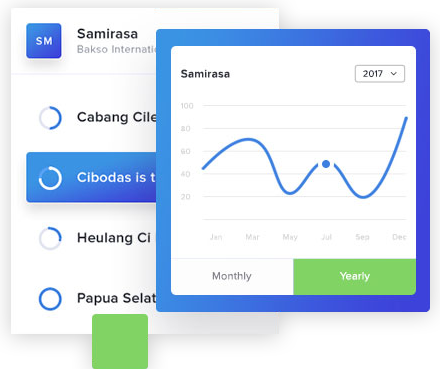 SM
Samirasa
Bakso Internati
Cabang Cile
Cibodas is t
Heulang Ci
Papua Selat
Samirasa
2017
100
80
60
40
20
Jan Mar May Jul Sep Dec
Monthly Yearly